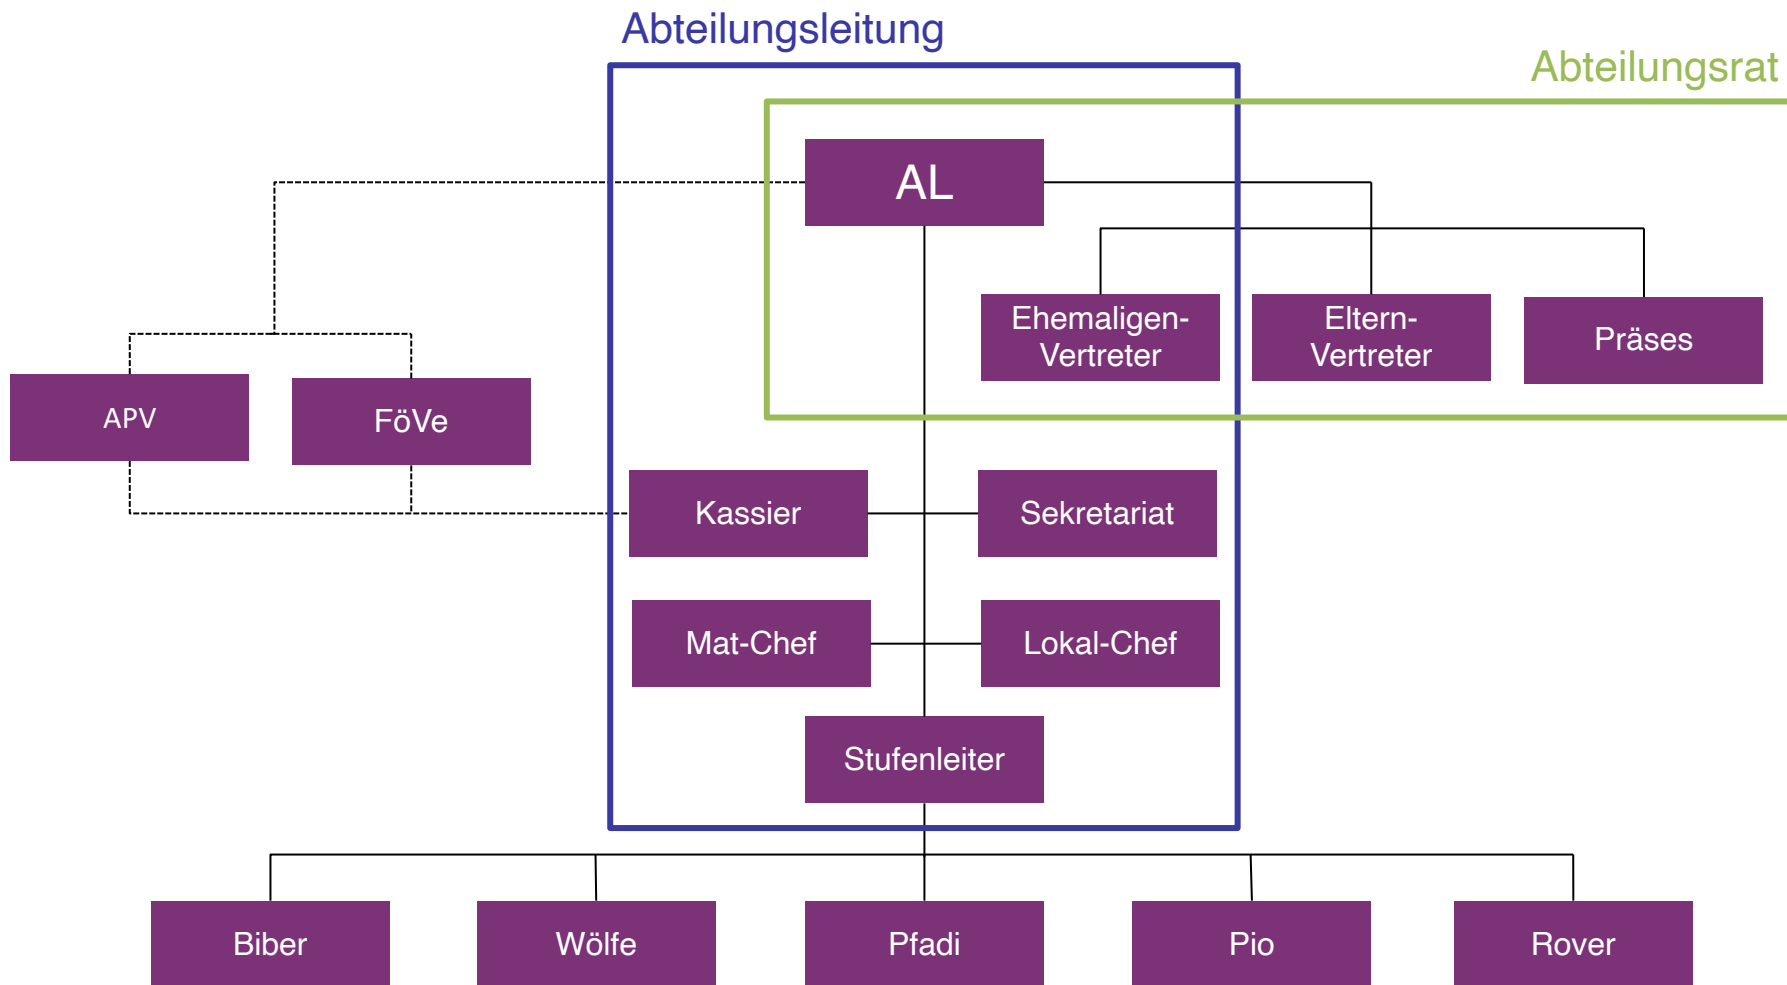 Abteilungsleitung
Abteilungsrat
AL
Ehemaligen-
Vertreter
Eltern-
Vertreter
Präses
APV
FöVe
Kassier
Sekretariat
Mat-Chef
Lokal-Chef
Stufenleiter
Biber
Wölfe
Pfadi
Pio
Rover